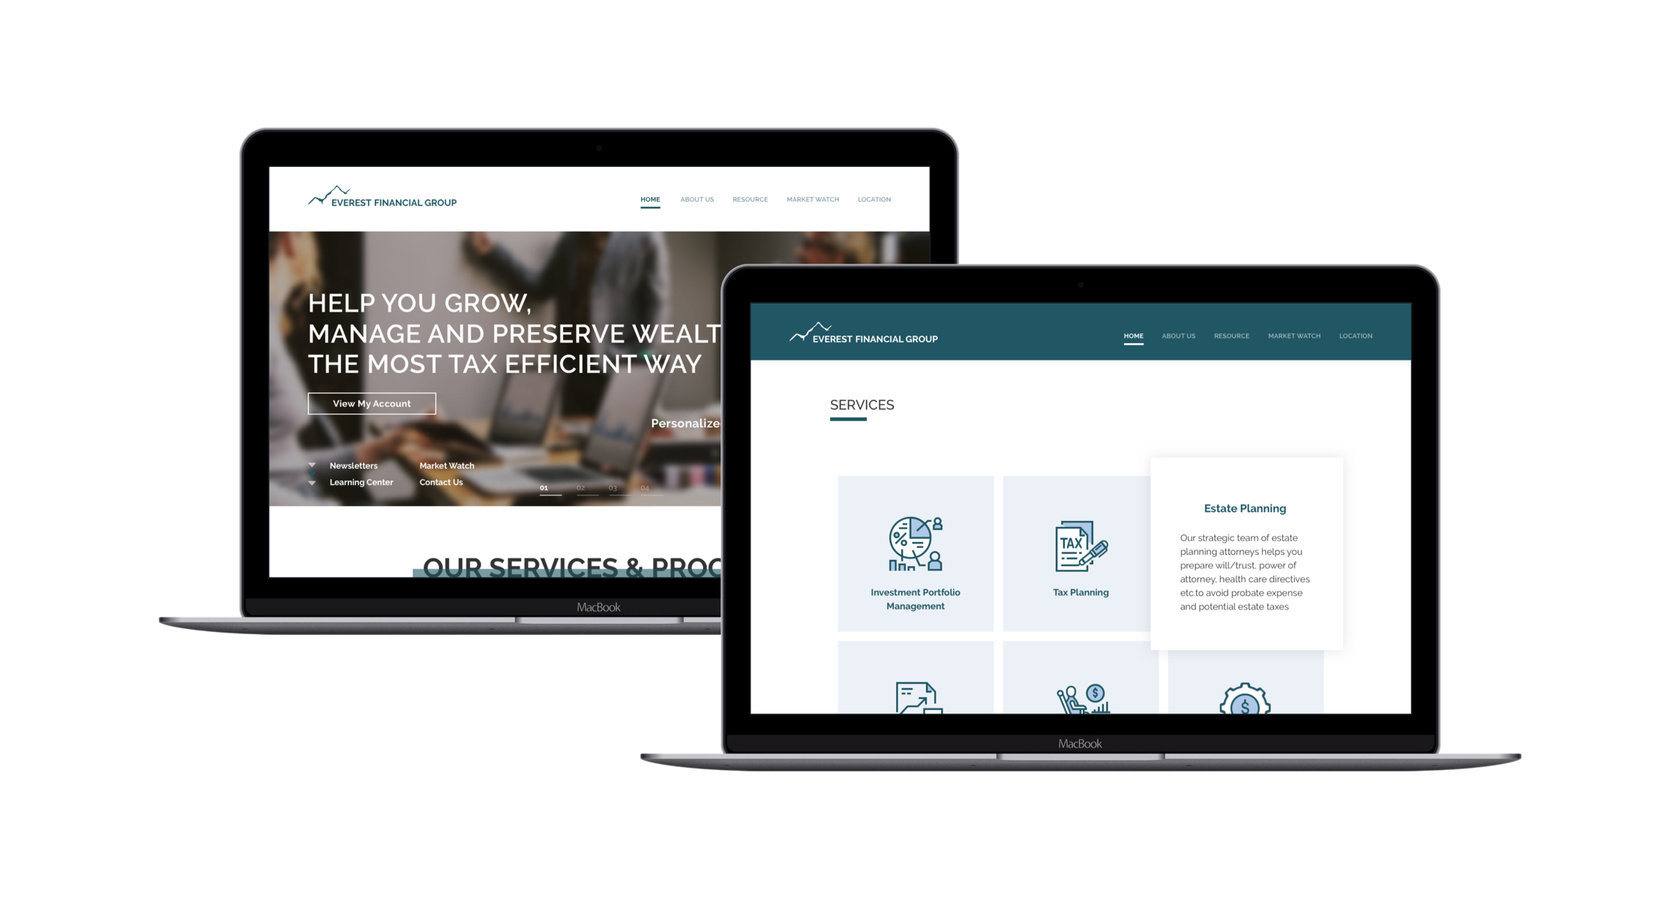 EVEREST FINANCIAL GROUP
HOME ABOUT US RESOURCE MARKET WATCH LOCATION
HELP YOU GROW,
MANAGE AND PRESERVE WEALT
THE MOST TAX EFFICIENT WAY
View My Account
Personalize
Newsletters Market Watch
Learning Center Contact Us
01 02 03 04
OUR SERVICES & PROC
MacBook
EVEREST FINANCIAL GROUP
HOME ABOUT US RESOURCE MARKET WATCH LOCATION
SERVICES
TAX
Investment Portfolio
Management
Tax Planning
Estate Planning
Our strategic team of estate
planning attorneys helps you
prepare will/trust, power of
attorney, health care directives
etc.to avoid probate expense
and potential estate taxes
$
$
MacBook